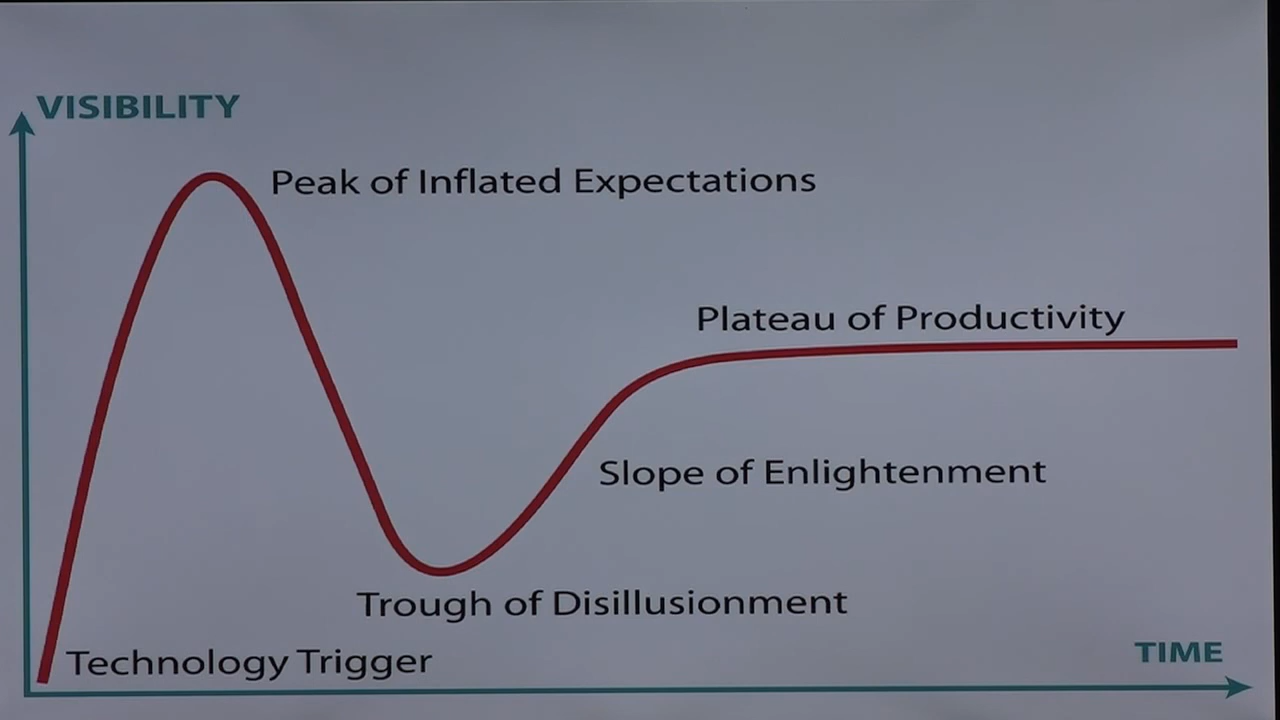 VISIBILITY
Peak of Inflated Expectations
Plateau of Productivity
Slope of Enlightenment
Trough of Disillusionment
TIME
Technology Trigger